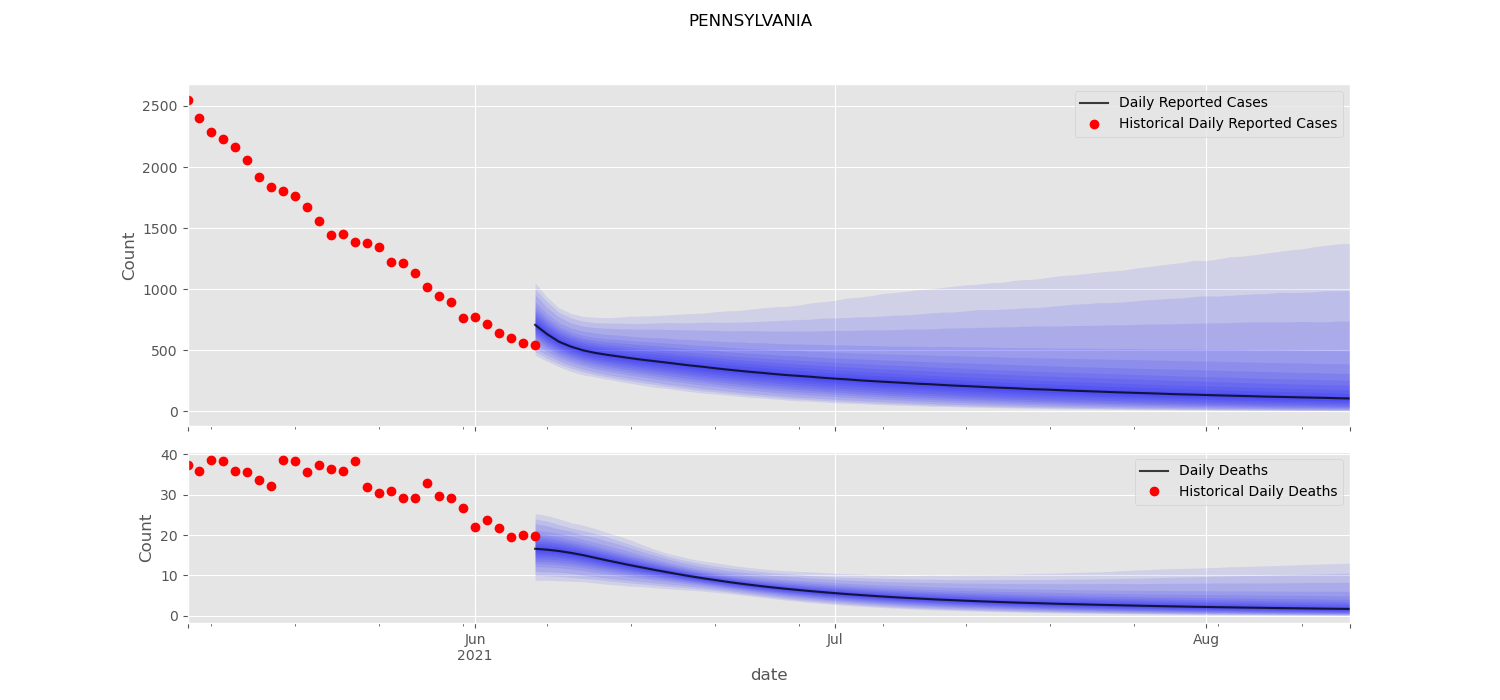 PENNSYLVANIA
Daily Reported Cases
Historical Daily Reported Cases
2500
2000
1500
1000
500
0
Count
Daily Deaths
Historical Daily Deaths
40
30
20
10
0
Count
Jun
2021
Jul
Aug
date